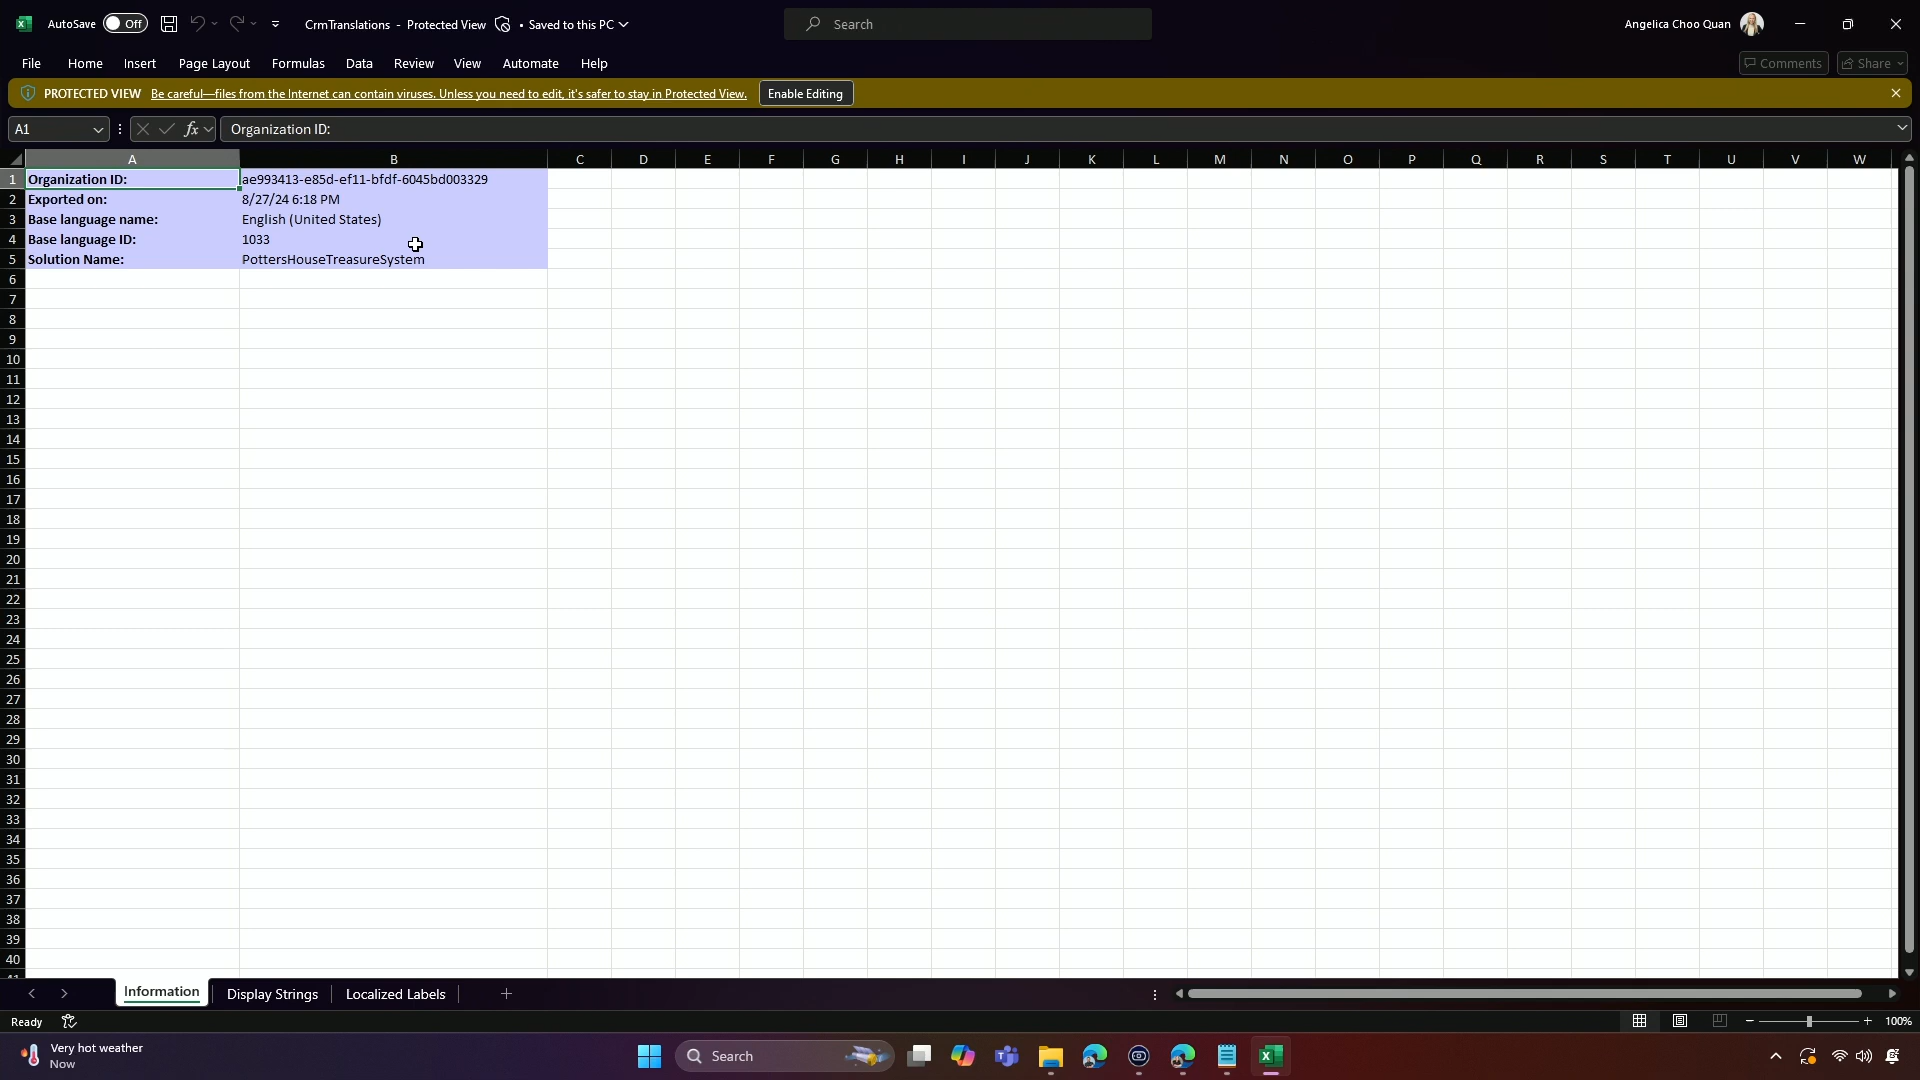 AutoSave Off CrmTranslations - Protected View • Saved to this PC Search Angelica Choo Quan
File Home Insert Page Layout Formulas Data Review View Automate Help Comments Share
PROTECTED VIEW Be careful—files from the Internet can contain viruses. Unless you need to edit, it's safer to stay in Protected View. Enable Editing
A1 fx Organization ID:
A B C D E F G H I J K L M N O P Q R S T U V W
1 Organization ID: ae993413-e85d-ef11-bfdf-6045bd003329
2 Exported on: 8/27/24 6:18 PM
3 Base language name: English (United States)
4 Base language ID: 1033
5 Solution Name: PottersHouseTreasureSystem
6
7
8
9
10
11
12
13
14
15
16
17
18
19
20
21
22
23
24
25
26
27
28
29
30
31
32
33
34
35
36
37
38
39
40
41
Information Display Strings Localized Labels
Ready 100%
Very hot weather
Now
Search